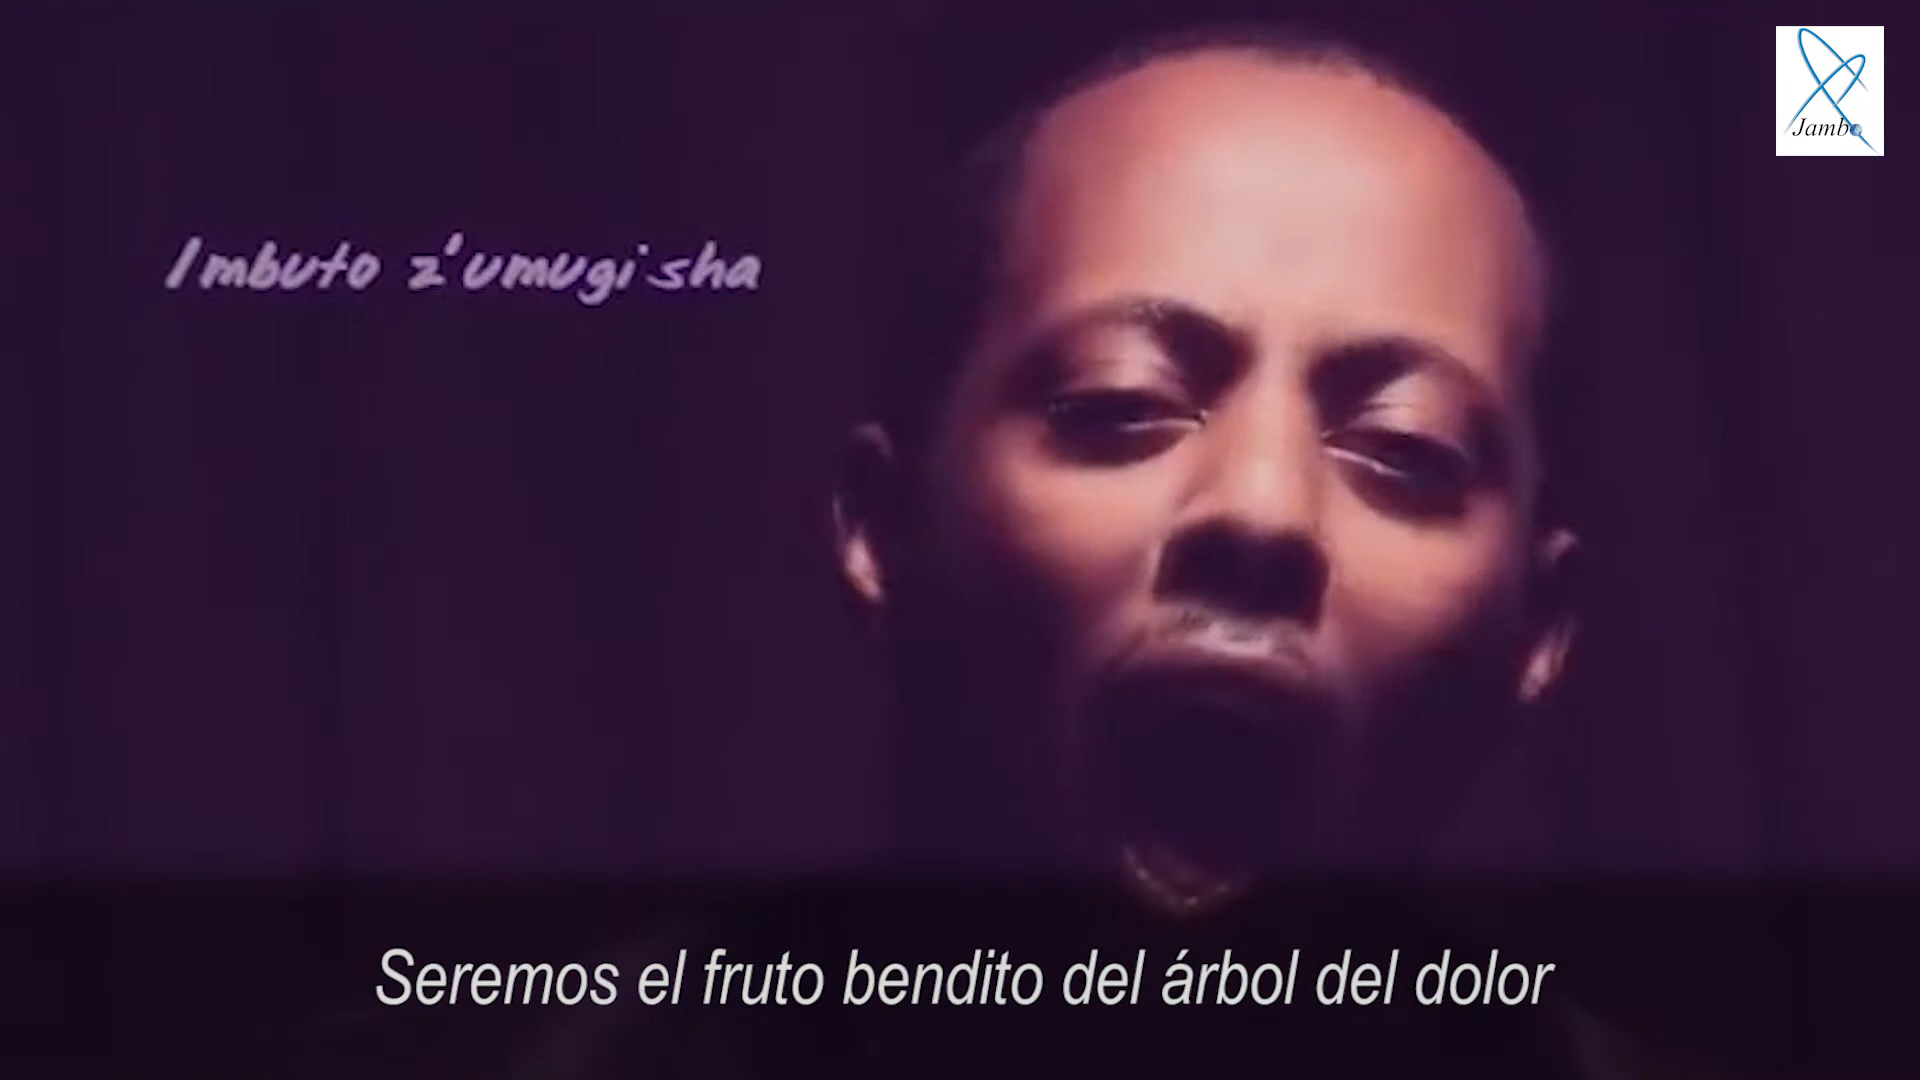 Jambo
Imbuto z'umugisha
Seremos el fruto bendito del árbol del dolor